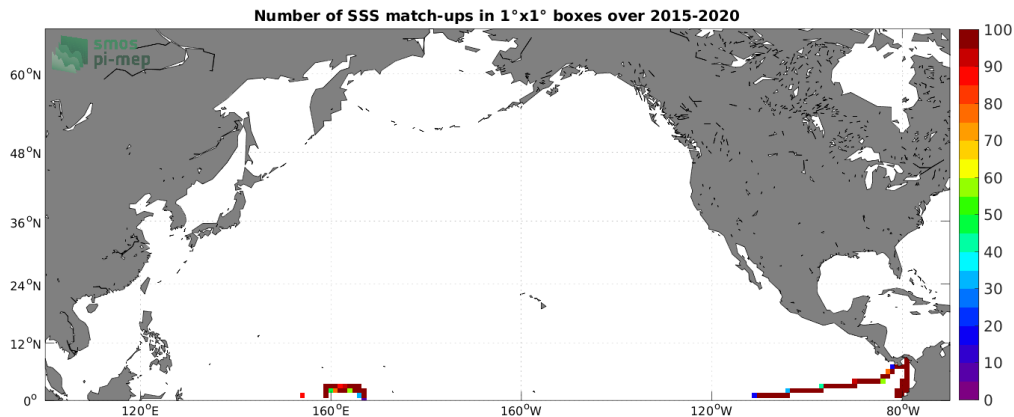 Number of SSS match-ups in 1°x1° boxes over 2015-2020
smos
pi-mep
60°N
48°N
36°N
24°N
12°N
0°
120°E
160°E
160°W
120°W
80°W
100
90
80
70
60
50
40
30
20
10
0